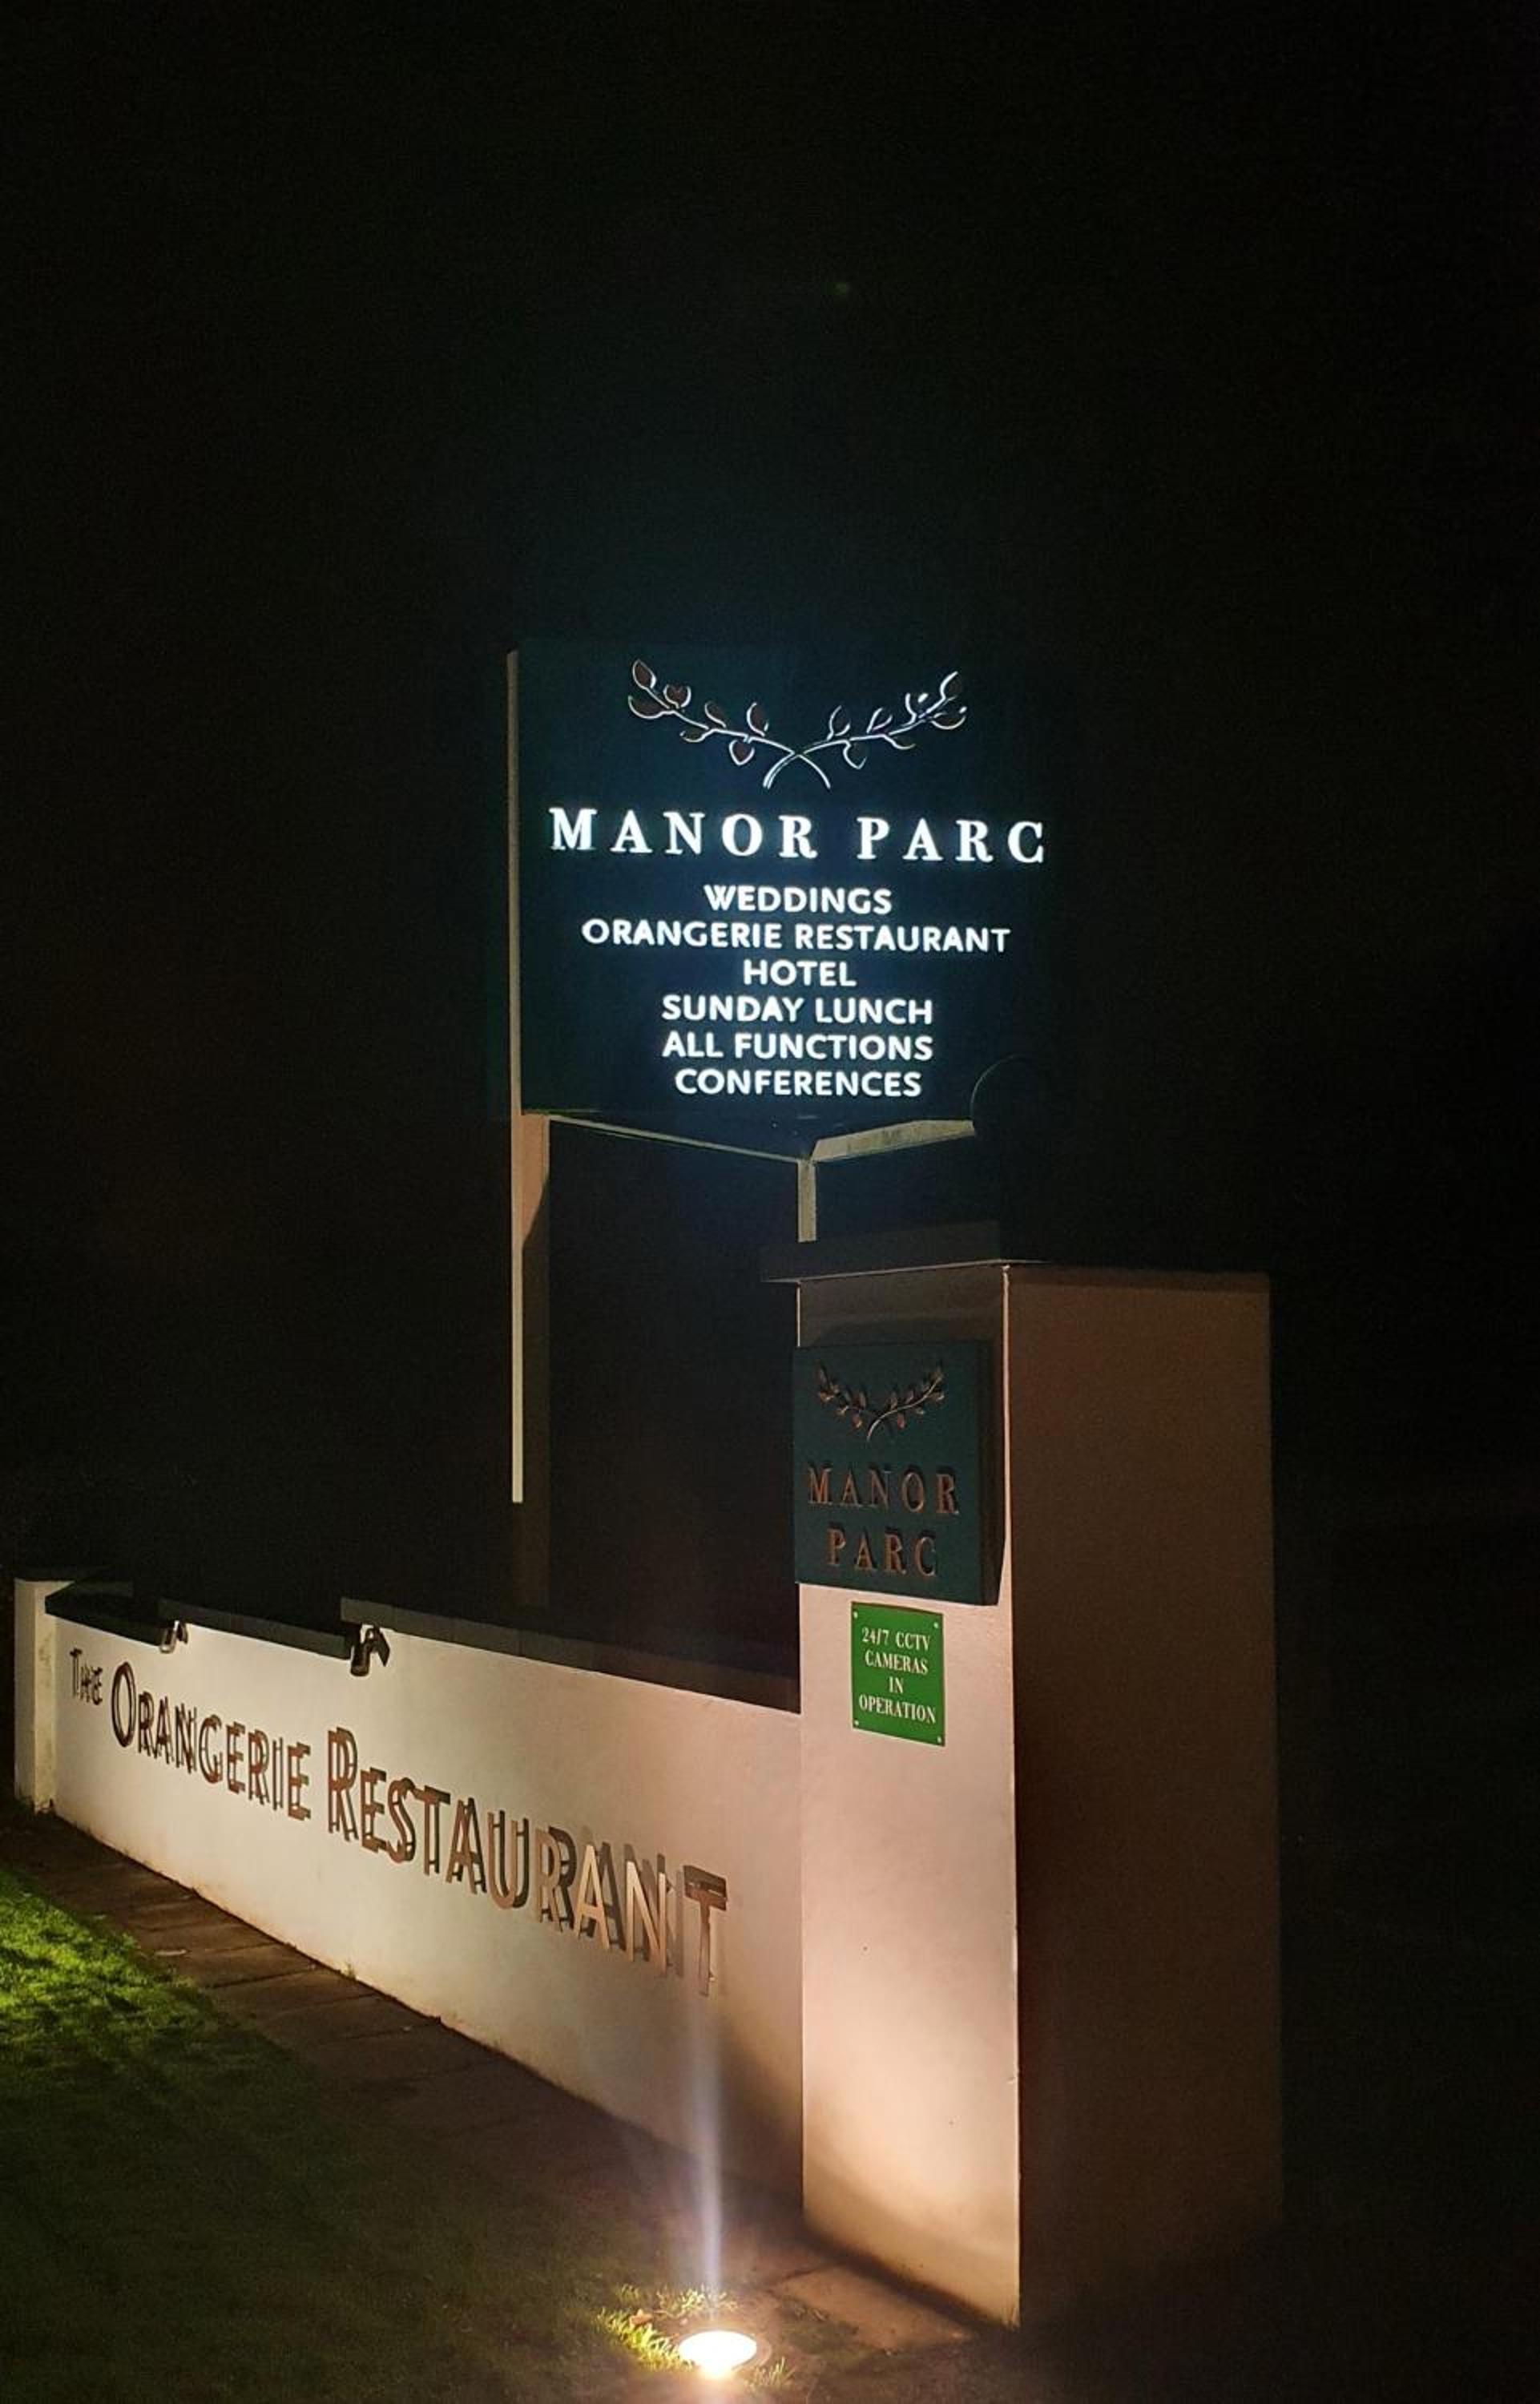 MANOR PARC
WEDDINGS
ORANGERIE RESTAURANT
HOTEL
SUNDAY LUNCH
ALL FUNCTIONS
CONFERENCES
MANOR
PARC
24/7 CCTV
CAMERAS
IN
OPERATION
THE ORANGERIE RESTAURANT